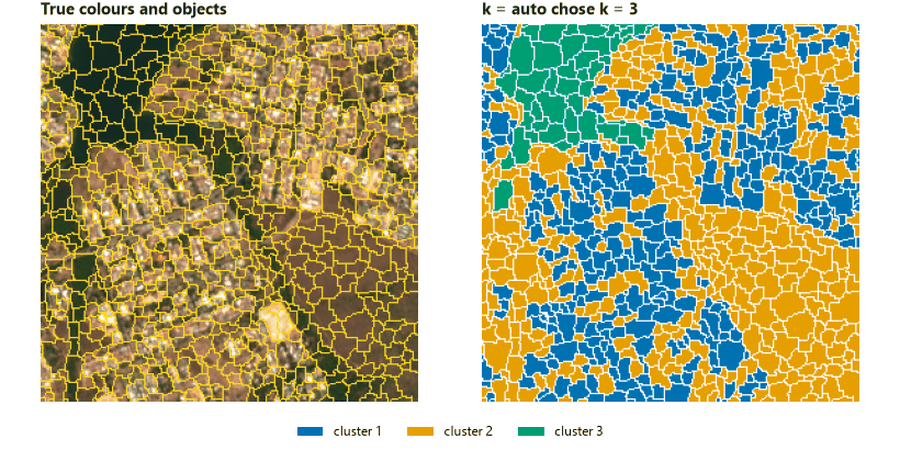 True colours and objects
k = auto chose k = 3
cluster 1
cluster 2
cluster 3